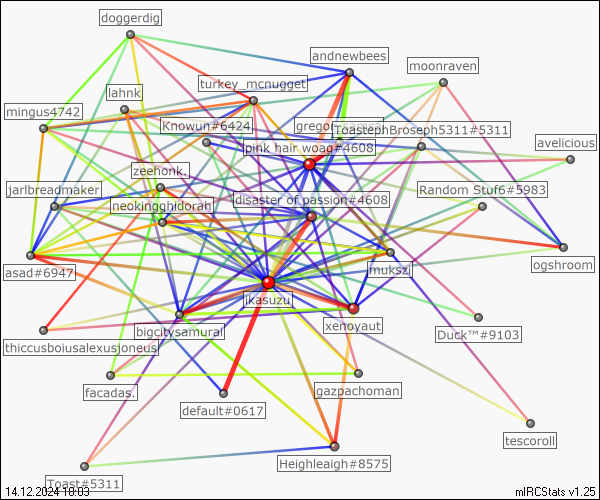 doggerdig
andnewbees
moonraven
turkey_mcnugget
lahnk
mingus4742
Knowun#6424
ToastephBroseph5311#5311
pink hair woag#4608
avelicious
zeehonk.
jarlbreadmaker
disaster of passion#4608
Random Stuf6#5983
neokingghidorah
asad#6947
mukszi
ogshroom
ikasuzu
bigcitysamurai
xenoyaut
Duck™#9103
thiccusboiusalexusjoneus
facadas.
gazpachoman
default#0617
tescoroll
Heighleaigh#8575
Toast#5311
14.12.2024 18:03
mIRCStats v1.25